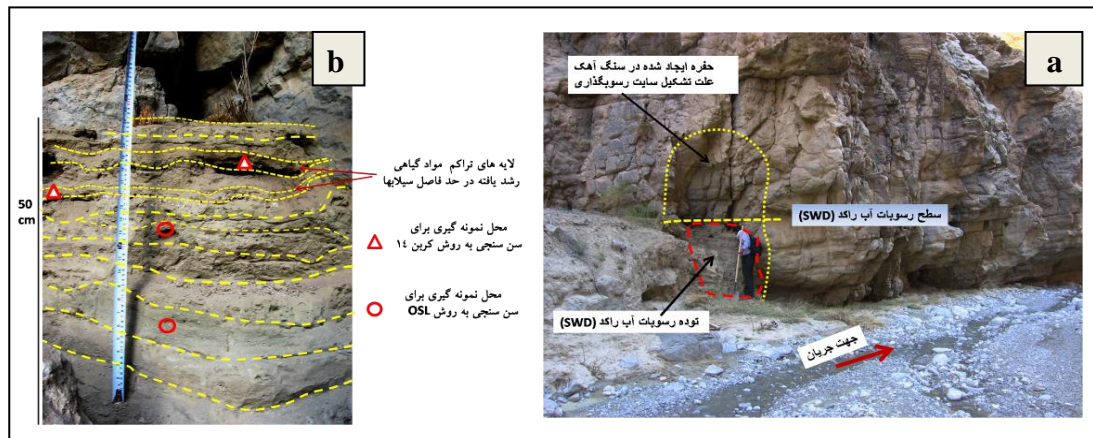 a
حفره ایجاد شده در سنگ آهک
علت تشکیل سایت رسوبگذاری
سطح رسوبات آب راکد (SWD)
توده رسوبات آب راکد (SWD)
جهت جریان
b
لایه های تراکم مواد گیاهی
رشد یافته در حد فاصل سیلابها
محل نمونه گیری برای
سن سنجی به روش کربن ١٤
محل نمونه گیری برای
سن سنجی به روش OSL
50
cm